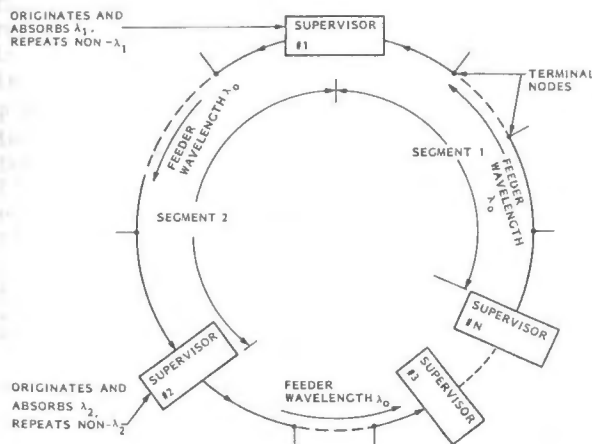 ORIGINATES AND
ABSORBS λ₁,
REPEATS NON-λ₁
SUPERVISOR
#1
TERMINAL
NODES
FEEDER
WAVELENGTH λ₀
SEGMENT 1
FEEDER
WAVELENGTH
λ₀
SEGMENT 2
SUPERVISOR
#N
SUPERVISOR
#2
SUPERVISOR
#3
FEEDER
WAVELENGTH λ₀
ORIGINATES AND
ABSORBS λ₂,
REPEATS NON-λ₂